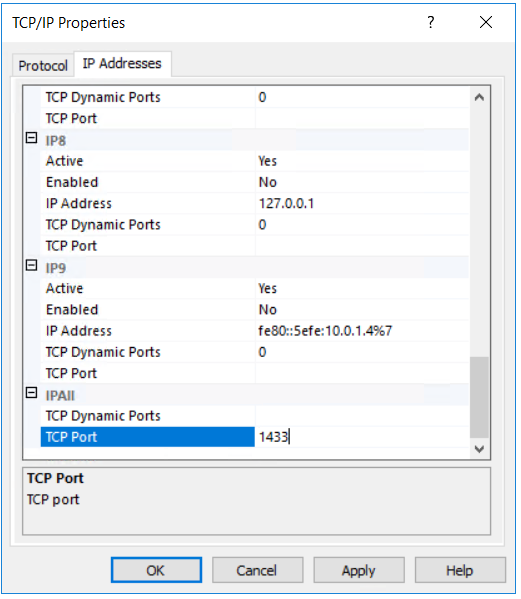 TCP/IP Properties ?
Protocol IP Addresses
TCP Dynamic Ports 0
TCP Port
IP8
Active Yes
Enabled No
IP Address 127.0.0.1
TCP Dynamic Ports 0
TCP Port
IP9
Active Yes
Enabled No
IP Address fe80::5efe:10.0.1.4%7
TCP Dynamic Ports 0
TCP Port
IPAll
TCP Dynamic Ports
TCP Port 1433
TCP Port
TCP port
OK Cancel Apply Help